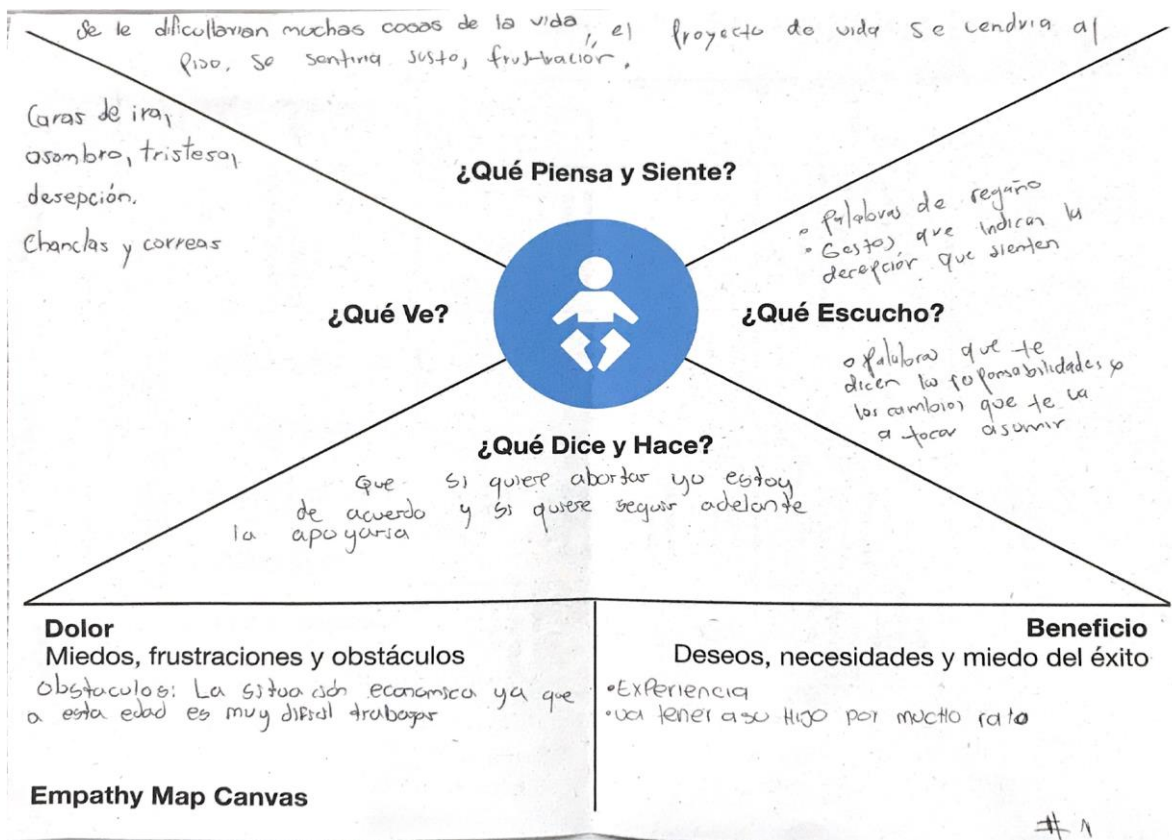 Se le dificultarian muchas cosas de la vida, el proyecto de vida se vendria al
piso, se sentiria susto, frustracion.
¿Qué Piensa y Siente?
Caras de ira,
asombro, tristesa,
desepción.
Chanclas y correas
¿Qué Ve?
• Palabras de regaño
• Gestos, que indican la
decepción que sienten
¿Qué Escucho?
• palabras que te
dicen las responsabilidades y
los cambios que te va
a tocar asumir
¿Qué Dice y Hace?
Que si quiere abortar yo estoy
de acuerdo y si quiere seguir adelante
la apoyaria
Dolor
Miedos, frustraciones y obstáculos
Obstaculos: La situación economica ya que
a esta edad es muy dificil trabajar
Beneficio
Deseos, necesidades y miedo del éxito
• Experiencia
• va tener a su Hijo por mucho rato
Empathy Map Canvas
# 1